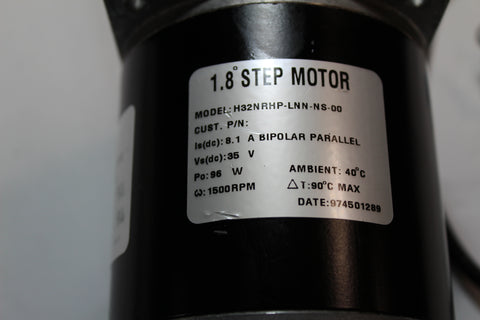 1.8° STEP MOTOR
MODEL: H32NRHP-LNN-NS-00
CUST. P/N:
Is(dc): 8.1 A BIPOLAR PARALLEL
Vs(dc): 35 V
Po: 96 W AMBIENT: 40°C
ω: 1500RPM △T: 90°C MAX
DATE: 974501289